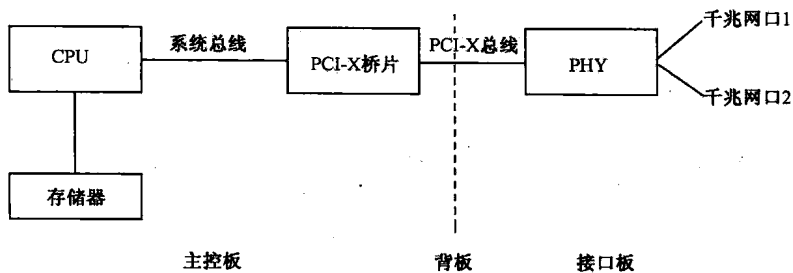 千兆网口1
CPU
系统总线
PCI-X桥片
PCI-X总线
PHY
千兆网口2
存储器
主控板
背板
接口板